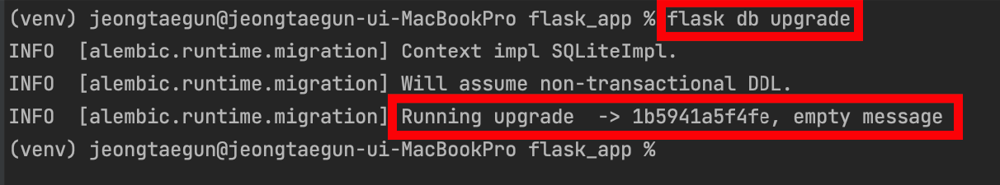 (venv) jeongtaegun@jeongtaegun-ui-MacBookPro flask_app % flask db upgrade
INFO  [alembic.runtime.migration] Context impl SQLiteImpl.
INFO  [alembic.runtime.migration] Will assume non-transactional DDL.
INFO  [alembic.runtime.migration] Running upgrade  -> 1b5941a5f4fe, empty message
(venv) jeongtaegun@jeongtaegun-ui-MacBookPro flask_app %